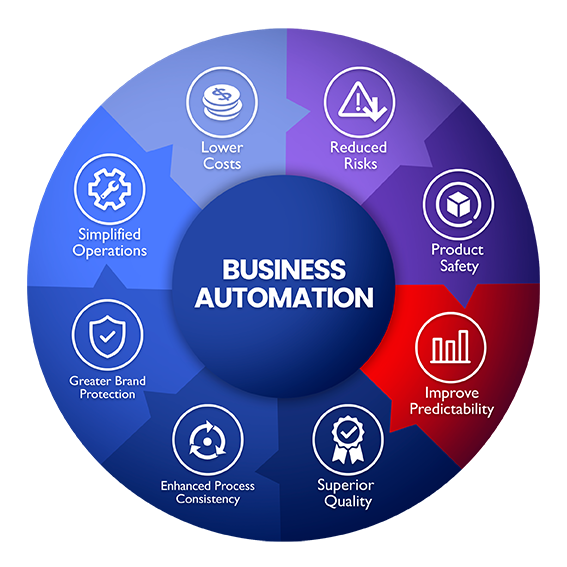 BUSINESS
AUTOMATION
Lower
Costs
Reduced
Risks
Product
Safety
Improve
Predictability
Superior
Quality
Enhanced Process
Consistency
Greater Brand
Protection
Simplified
Operations